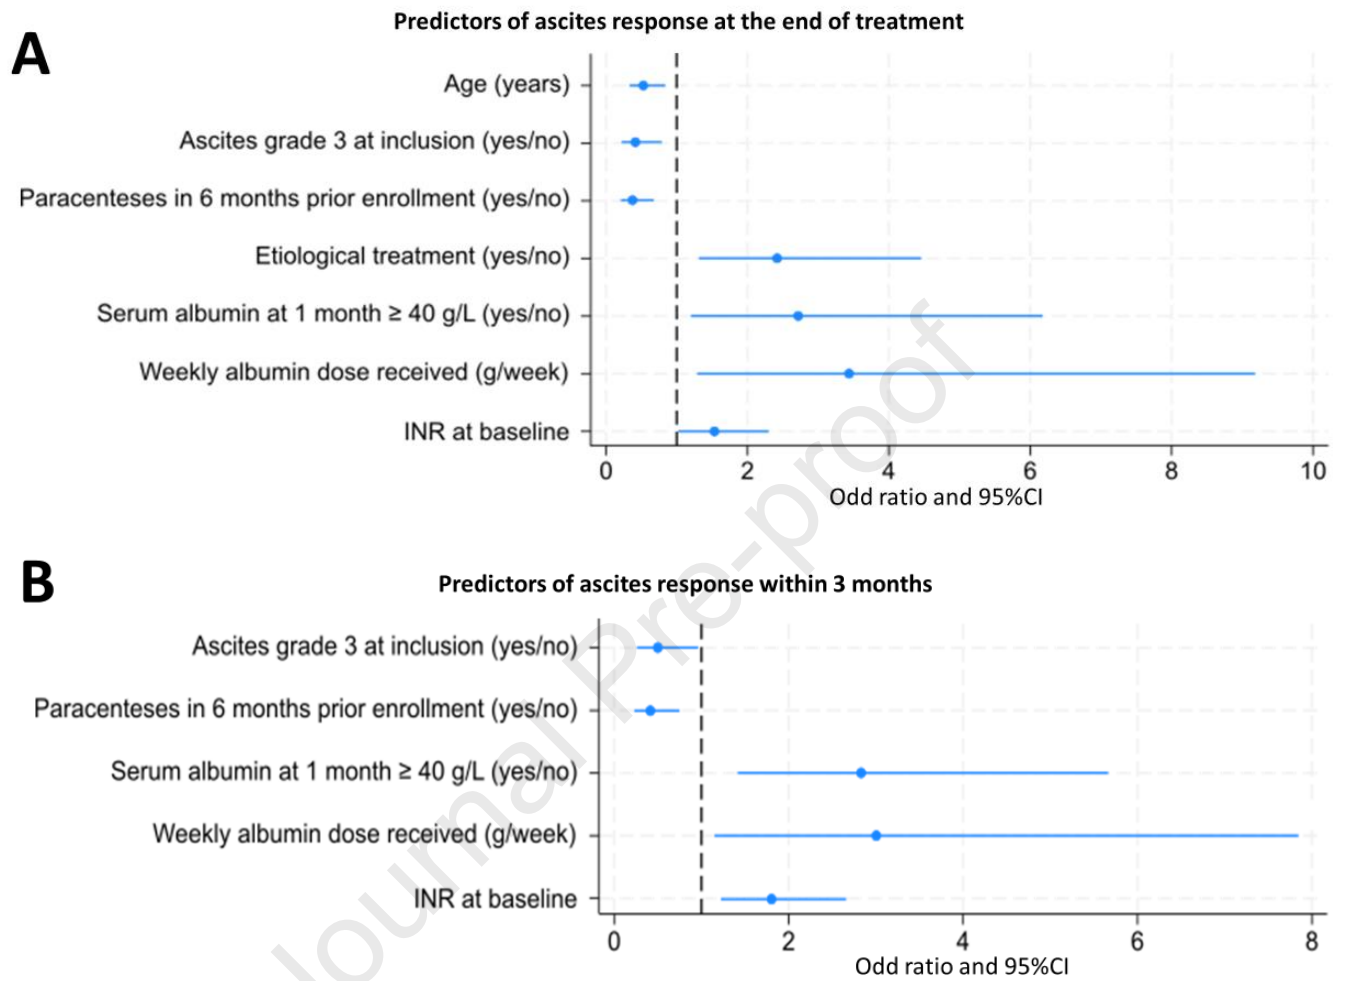 Predictors of ascites response at the end of treatment
A
Age (years)
Ascites grade 3 at inclusion (yes/no)
Paracenteses in 6 months prior enrollment (yes/no)
Etiological treatment (yes/no)
Serum albumin at 1 month ≥ 40 g/L (yes/no)
Weekly albumin dose received (g/week)
INR at baseline
0 2 4 6 8 10
Odd ratio and 95%CI
B
Predictors of ascites response within 3 months
Ascites grade 3 at inclusion (yes/no)
Paracenteses in 6 months prior enrollment (yes/no)
Serum albumin at 1 month ≥ 40 g/L (yes/no)
Weekly albumin dose received (g/week)
INR at baseline
0 2 4 6 8
Odd ratio and 95%CI
Journal Pre-proof